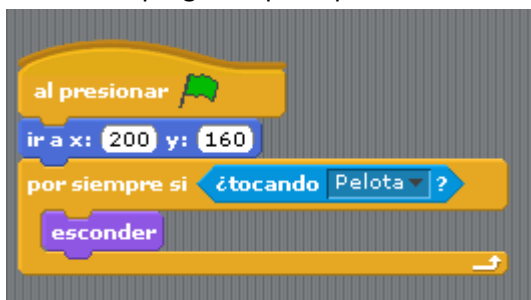 al presionar
ir a x: 200 y: 160
por siempre si ¿tocando Pelota ?
esconder